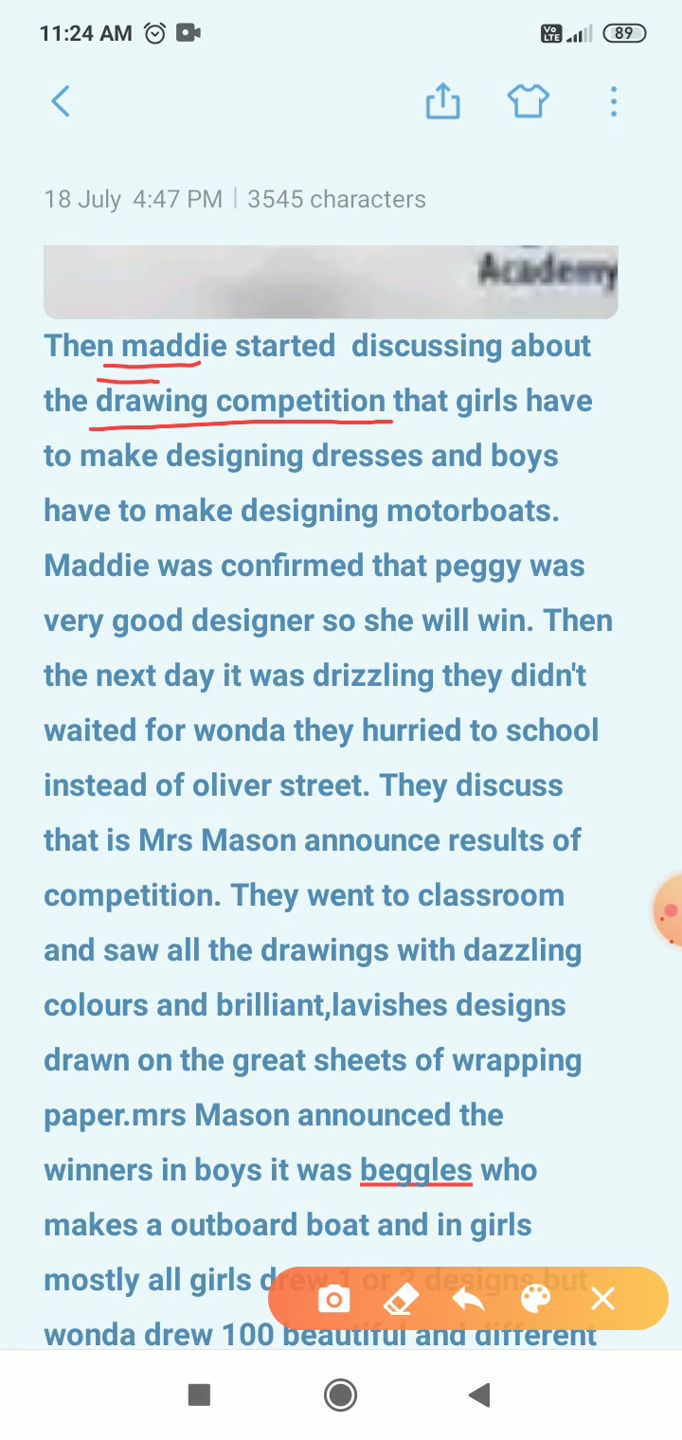 11:24 AM Vo LTE 89
18 July 4:47 PM | 3545 characters
Academy
Then maddie started discussing about
the drawing competition that girls have
to make designing dresses and boys
have to make designing motorboats.
Maddie was confirmed that peggy was
very good designer so she will win. Then
the next day it was drizzling they didn't
waited for wonda they hurried to school
instead of oliver street. They discuss
that is Mrs Mason announce results of
competition. They went to classroom
and saw all the drawings with dazzling
colours and brilliant,lavishes designs
drawn on the great sheets of wrapping
paper.mrs Mason announced the
winners in boys it was beggles who
makes a outboard boat and in girls
mostly all girls drew 1 or 2 designs but
wonda drew 100 beautiful and different